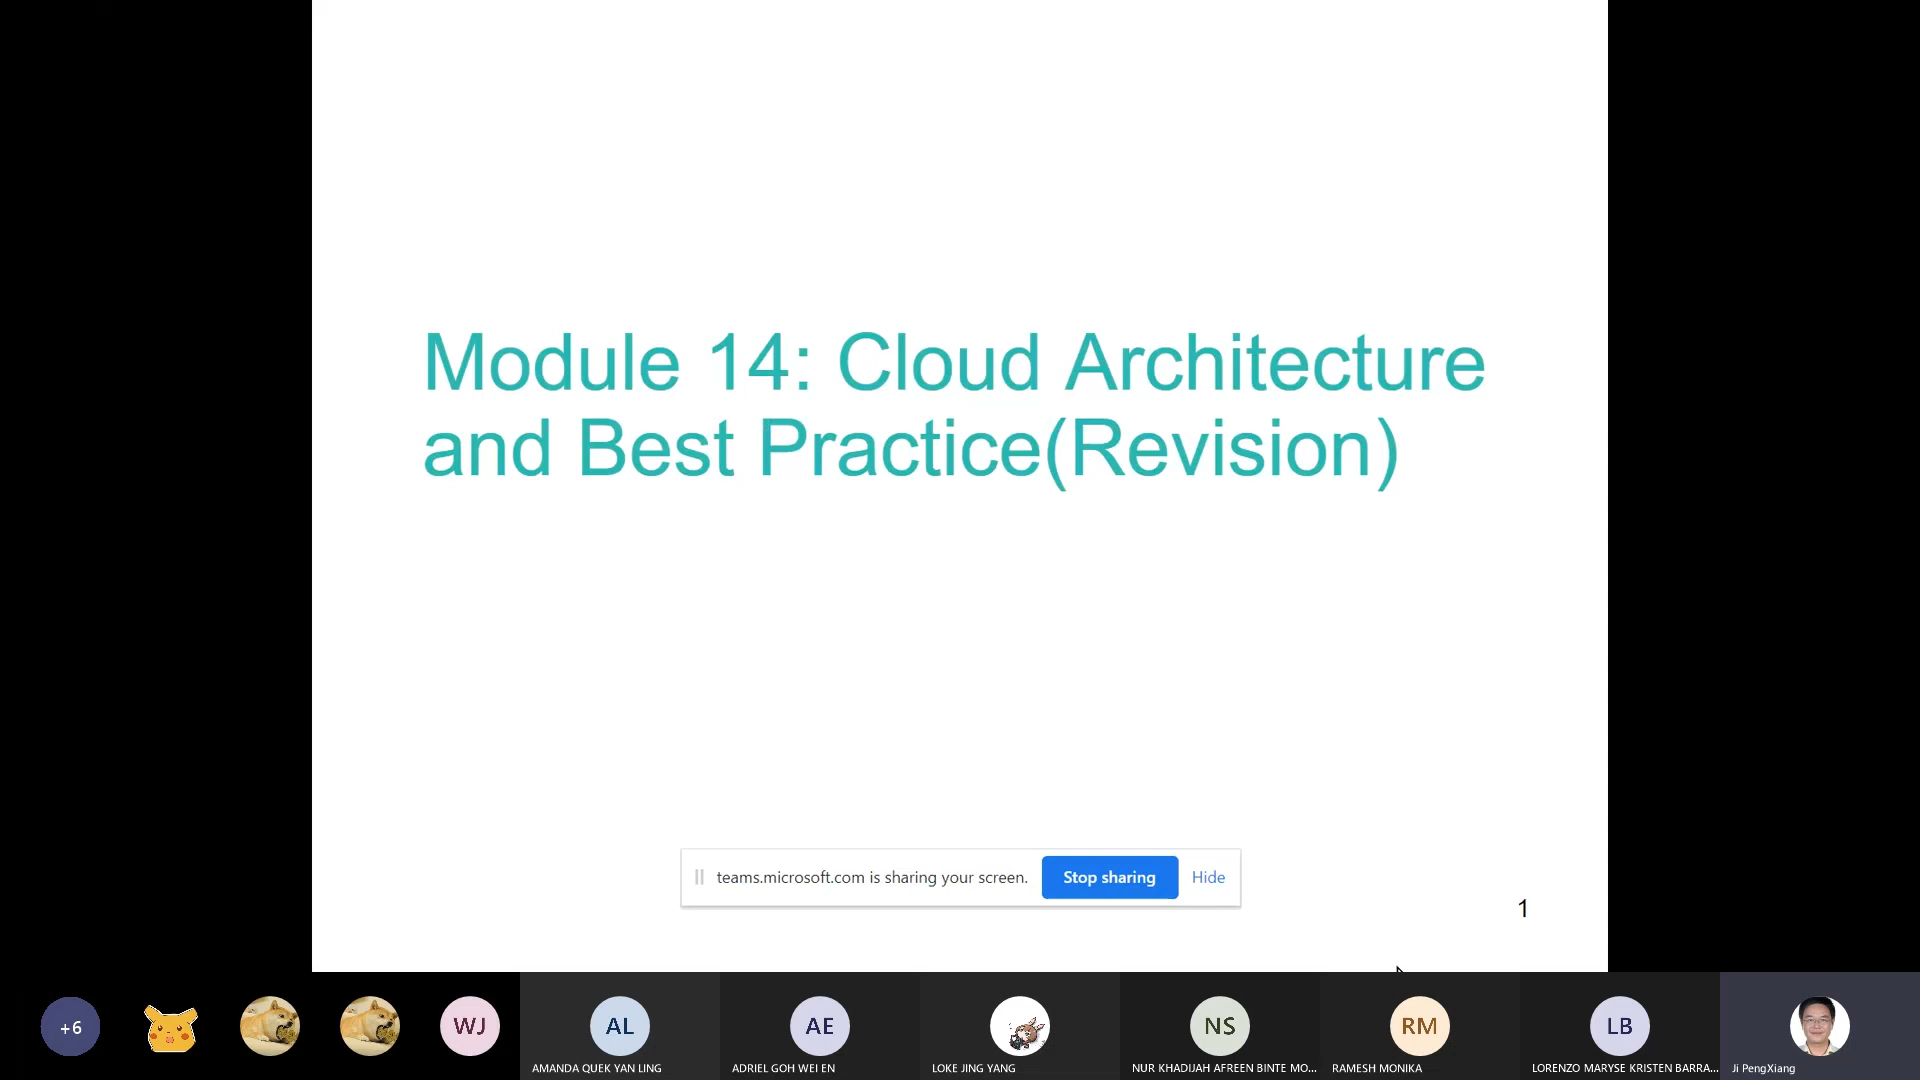 Module 14: Cloud Architecture
and Best Practice(Revision)
teams.microsoft.com is sharing your screen.
Stop sharing
Hide
1
+6
WJ
AL
AE
NS
RM
LB
AMANDA QUEK YAN LING
ADRIEL GOH WEI EN
LOKE JING YANG
NUR KHADIJAH AFREEN BINTE MO...
RAMESH MONIKA
LORENZO MARYSE KRISTEN BARRA...
Ji PengXiang